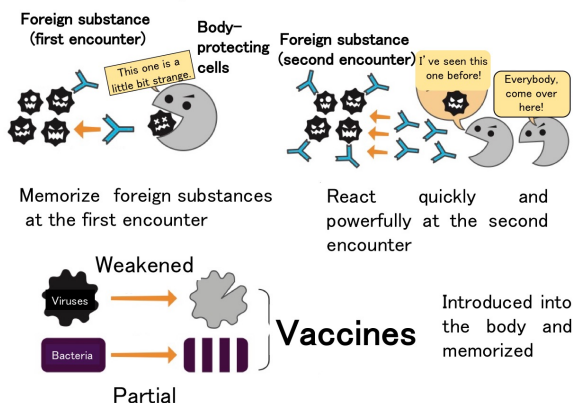 Foreign substance
(first encounter)
Body-
protecting
cells
This one is a
little bit strange.
Memorize foreign substances
at the first encounter
Foreign substance
(second encounter)
I've seen this
one before!
Everybody,
come over
here!
React quickly and
powerfully at the second
encounter
Weakened
Viruses
Bacteria
Partial
Vaccines
Introduced into
the body and
memorized